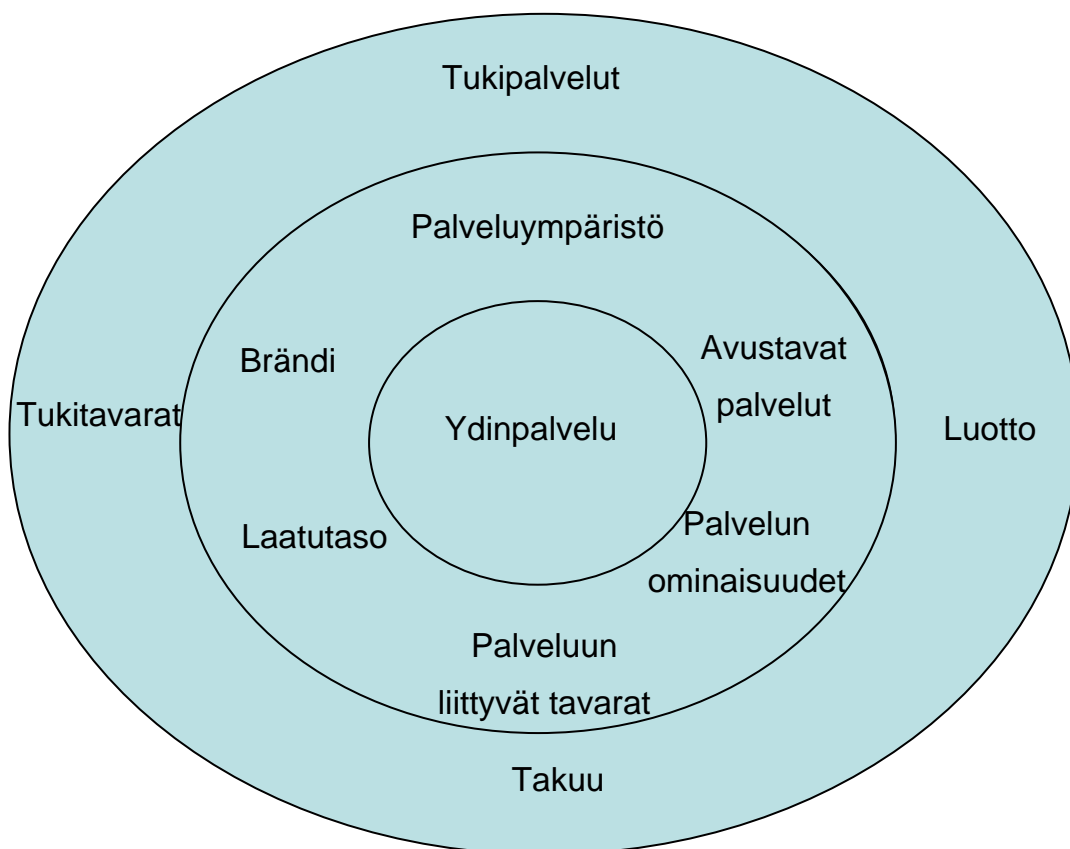 Tukipalvelut
Palveluympäristö
Brändi
Avustavat
palvelut
Tukitavarat
Ydinpalvelu
Luotto
Laatutaso
Palvelun
ominaisuudet
Palveluun
liittyvät tavarat
Takuu